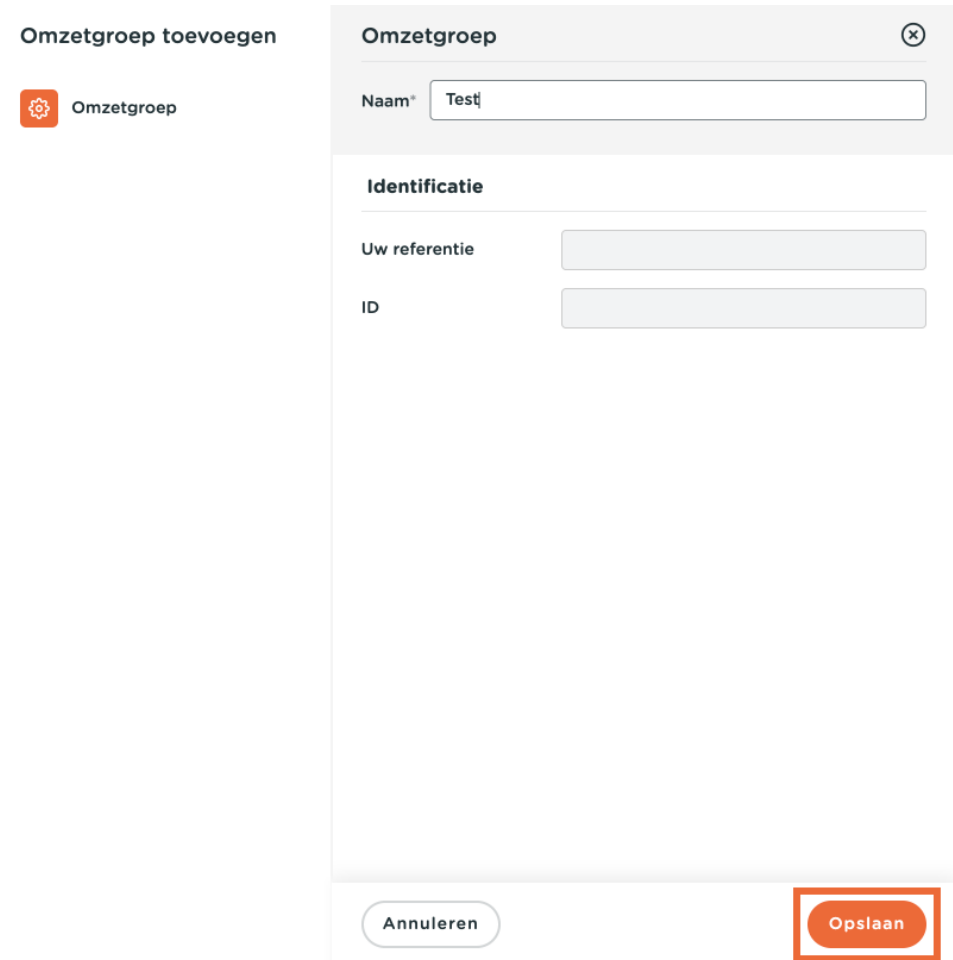 Omzetgroep toevoegen
Omzetgroep
Omzetgroep
Naam*
Test
Identificatie
Uw referentie
ID
Annuleren
Opslaan